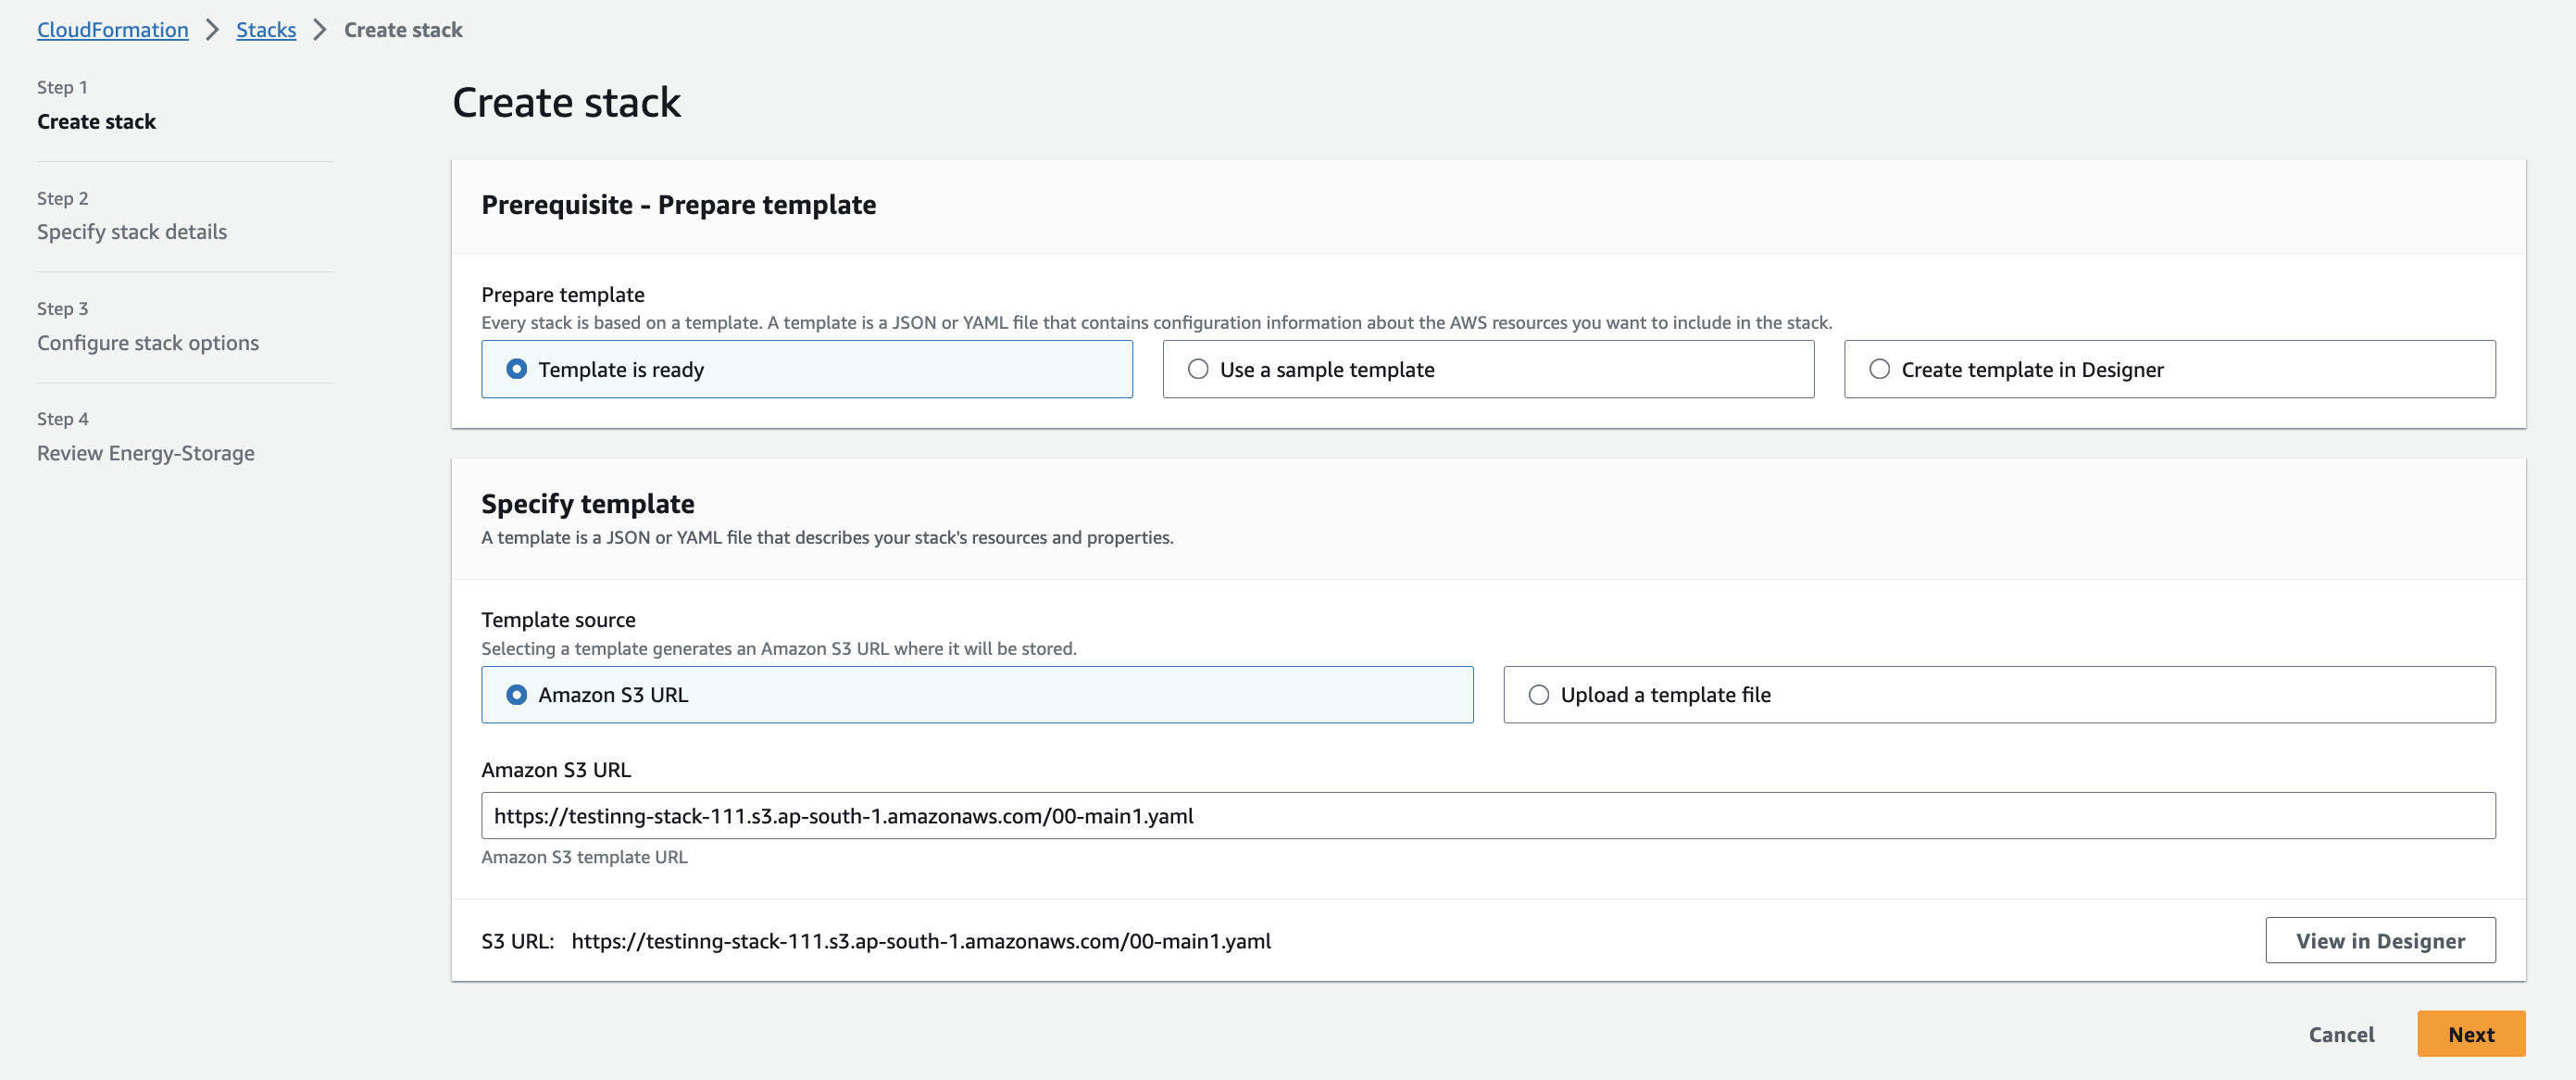 CloudFormation > Stacks > Create stack
Step 1
Create stack
Step 2
Specify stack details
Step 3
Configure stack options
Step 4
Review Energy-Storage
Create stack
Prerequisite - Prepare template
Prepare template
Every stack is based on a template. A template is a JSON or YAML file that contains configuration information about the AWS resources you want to include in the stack.
Template is ready
Use a sample template
Create template in Designer
Specify template
A template is a JSON or YAML file that describes your stack's resources and properties.
Template source
Selecting a template generates an Amazon S3 URL where it will be stored.
Amazon S3 URL
Upload a template file
Amazon S3 URL
https://testinng-stack-111.s3.ap-south-1.amazonaws.com/00-main1.yaml
Amazon S3 template URL
S3 URL: https://testinng-stack-111.s3.ap-south-1.amazonaws.com/00-main1.yaml
View in Designer
Cancel
Next